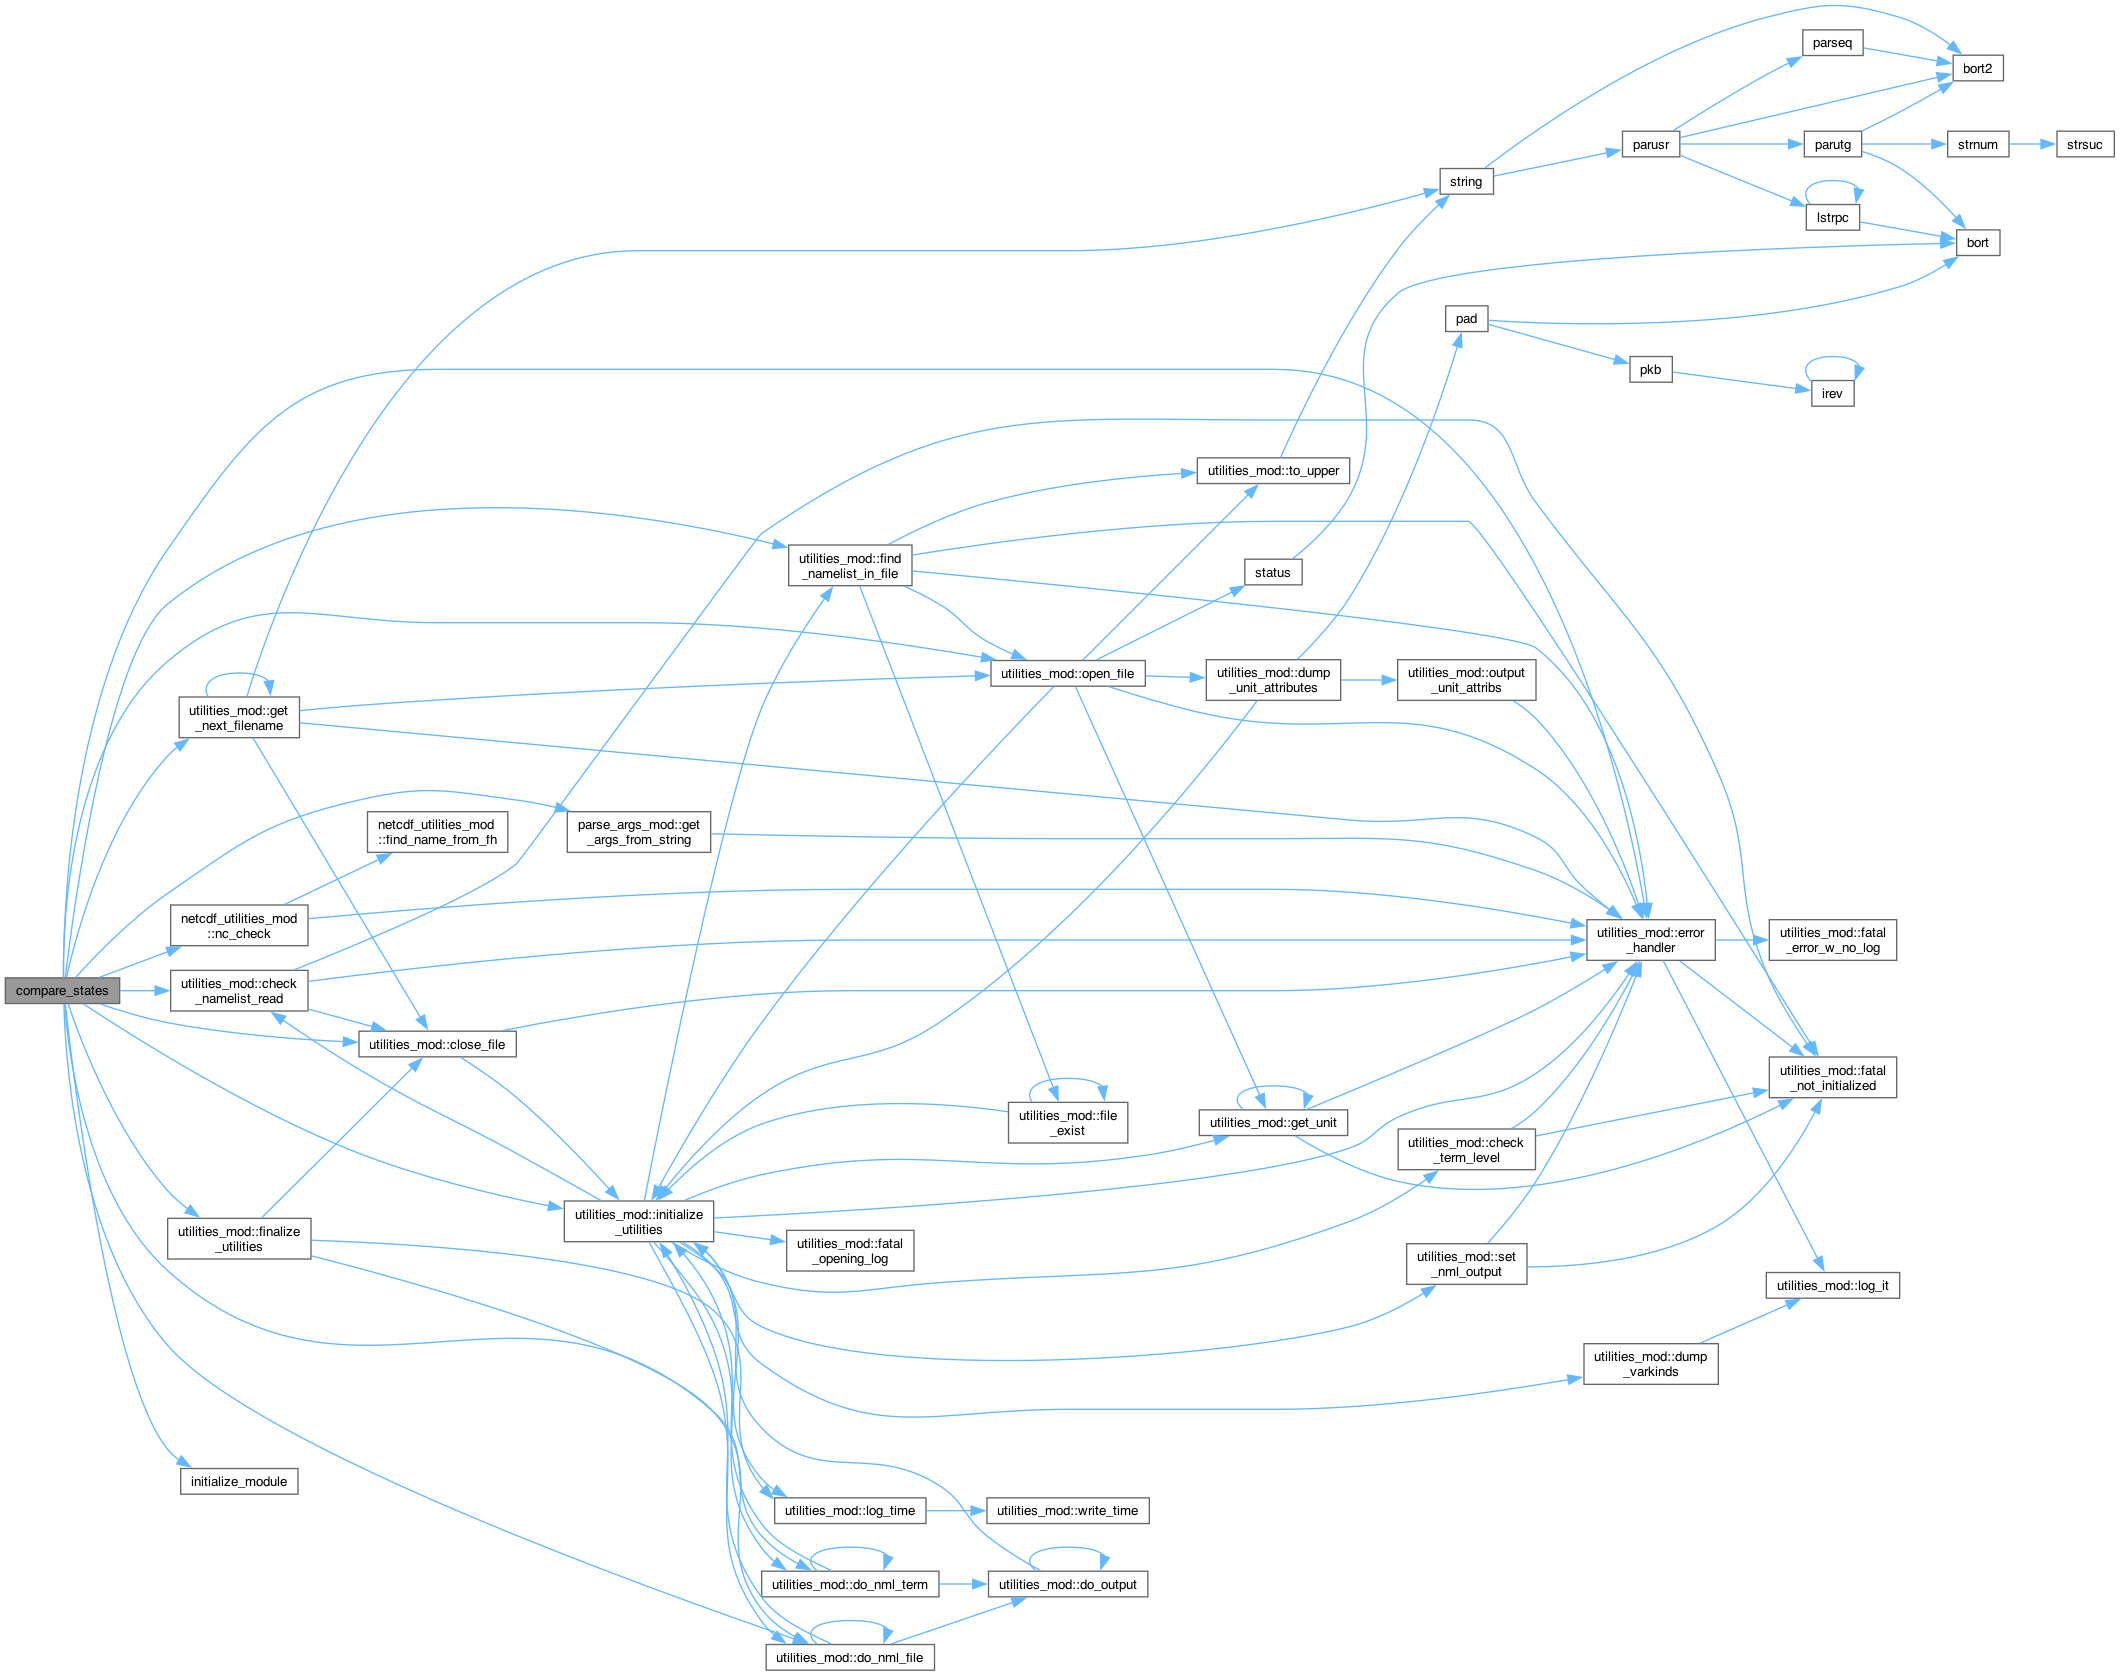 parseq
bort2
parusr
parutg
strnum
strsuc
string
lstrpc
bort
pad
pkb
irev
utilities_mod::to_upper
utilities_mod::find
_namelist_in_file
status
utilities_mod::open_file
utilities_mod::dump
_unit_attributes
utilities_mod::output
_unit_attribs
utilities_mod::get
_next_filename
netcdf_utilities_mod
::find_name_from_fh
parse_args_mod::get
_args_from_string
netcdf_utilities_mod
::nc_check
utilities_mod::error
_handler
utilities_mod::fatal
_error_w_no_log
compare_states
utilities_mod::check
_namelist_read
utilities_mod::close_file
utilities_mod::fatal
_not_initialized
utilities_mod::file
_exist
utilities_mod::get_unit
utilities_mod::check
_term_level
utilities_mod::finalize
_utilities
utilities_mod::initialize
_utilities
utilities_mod::fatal
_opening_log
utilities_mod::set
_nml_output
utilities_mod::log_it
utilities_mod::dump
_varkinds
initialize_module
utilities_mod::log_time
utilities_mod::write_time
utilities_mod::do_nml_term
utilities_mod::do_output
utilities_mod::do_nml_file